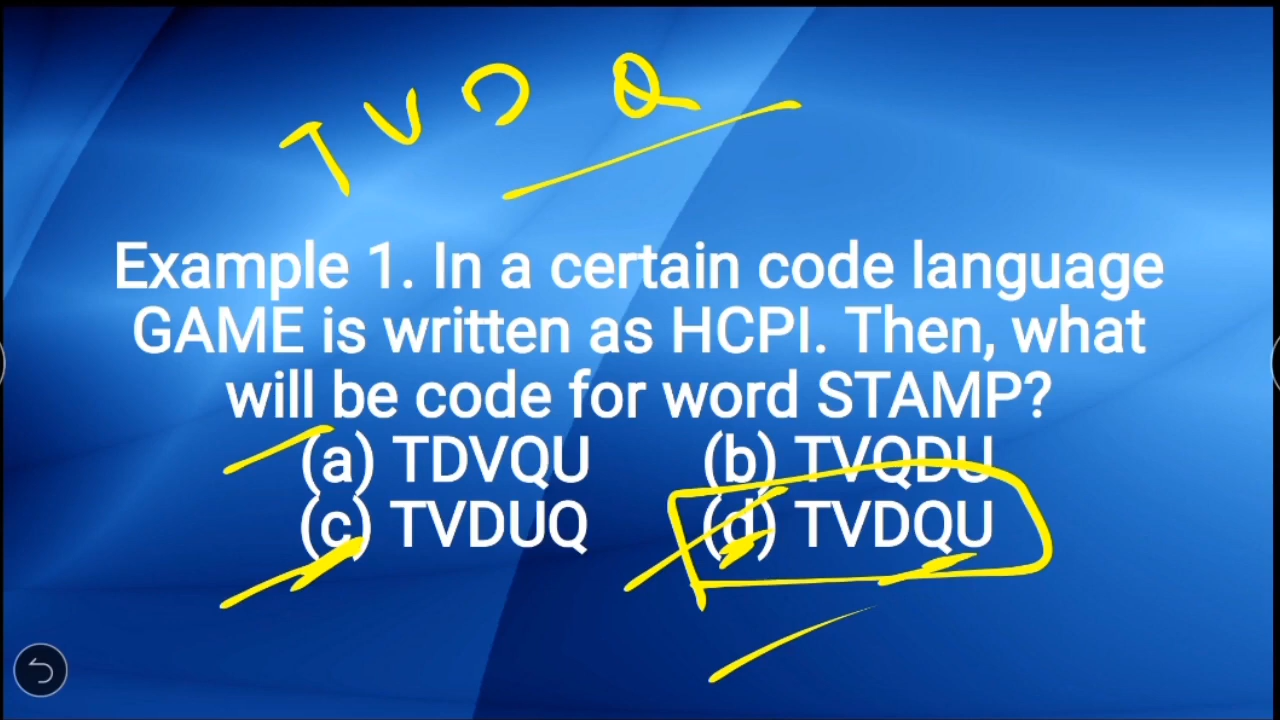 TVDQ
Example 1. In a certain code language
GAME is written as HCPI. Then, what
will be code for word STAMP?
(a) TDVQU (b) TVQDU
(c) TVDUQ (d) TVDQU